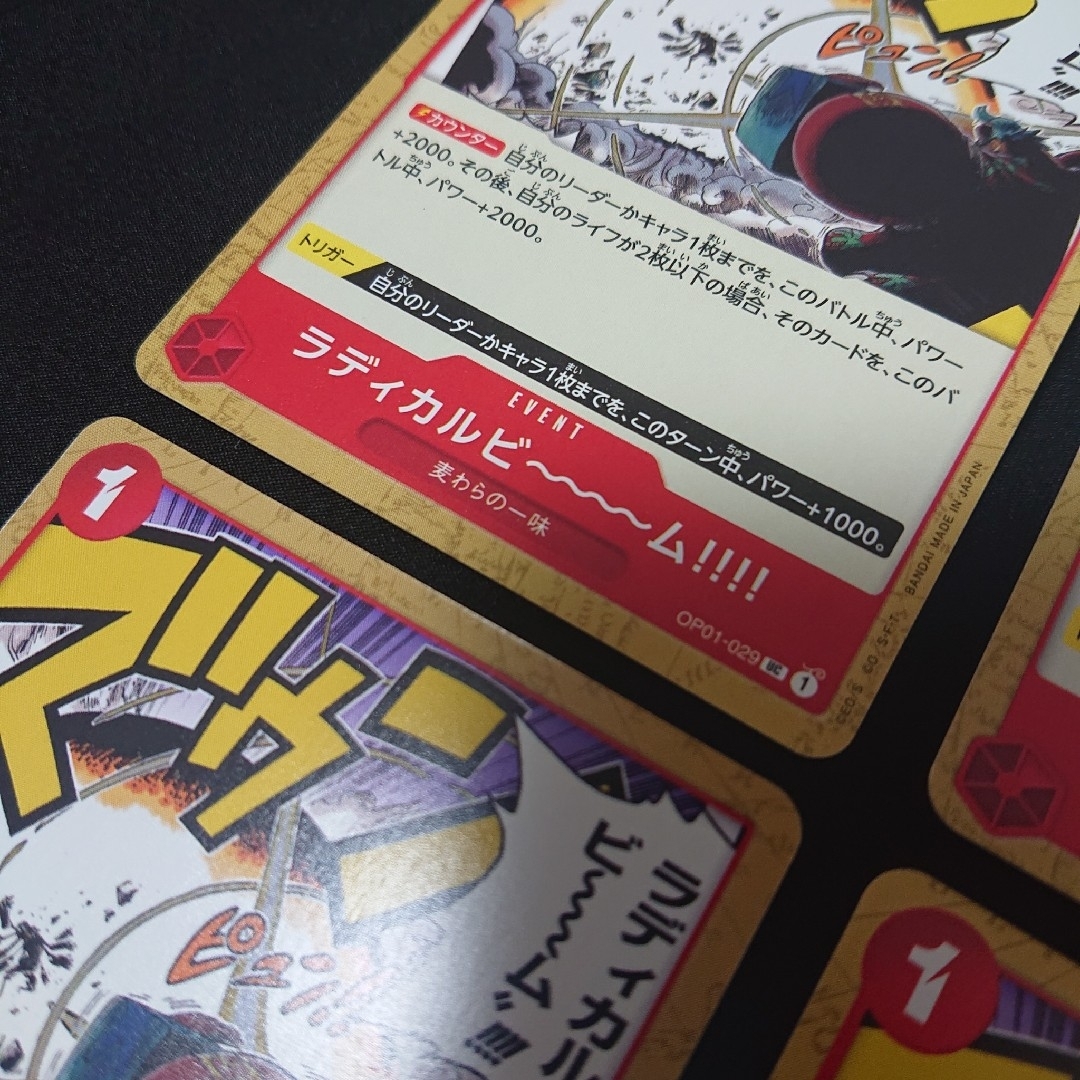 ピュン!!
カウンター 自分のリーダーかキャラ1枚までを、このバトル中、パワー
+2000。その後、自分のライフが2枚以下の場合、そのカードを、このバ
トル中、パワー+2000。
トリガー
自分のリーダーかキャラ1枚までを、このターン中、パワー+1000。
EVENT
ラディカルビ〜〜〜〜ム!!!!
麦わらの一味
OP01-029 UC 1
BANDAI MADE IN JAPAN
1
ズヴン
ラディカル
ビ〜〜〜ム!!!!
ピュン!!
1